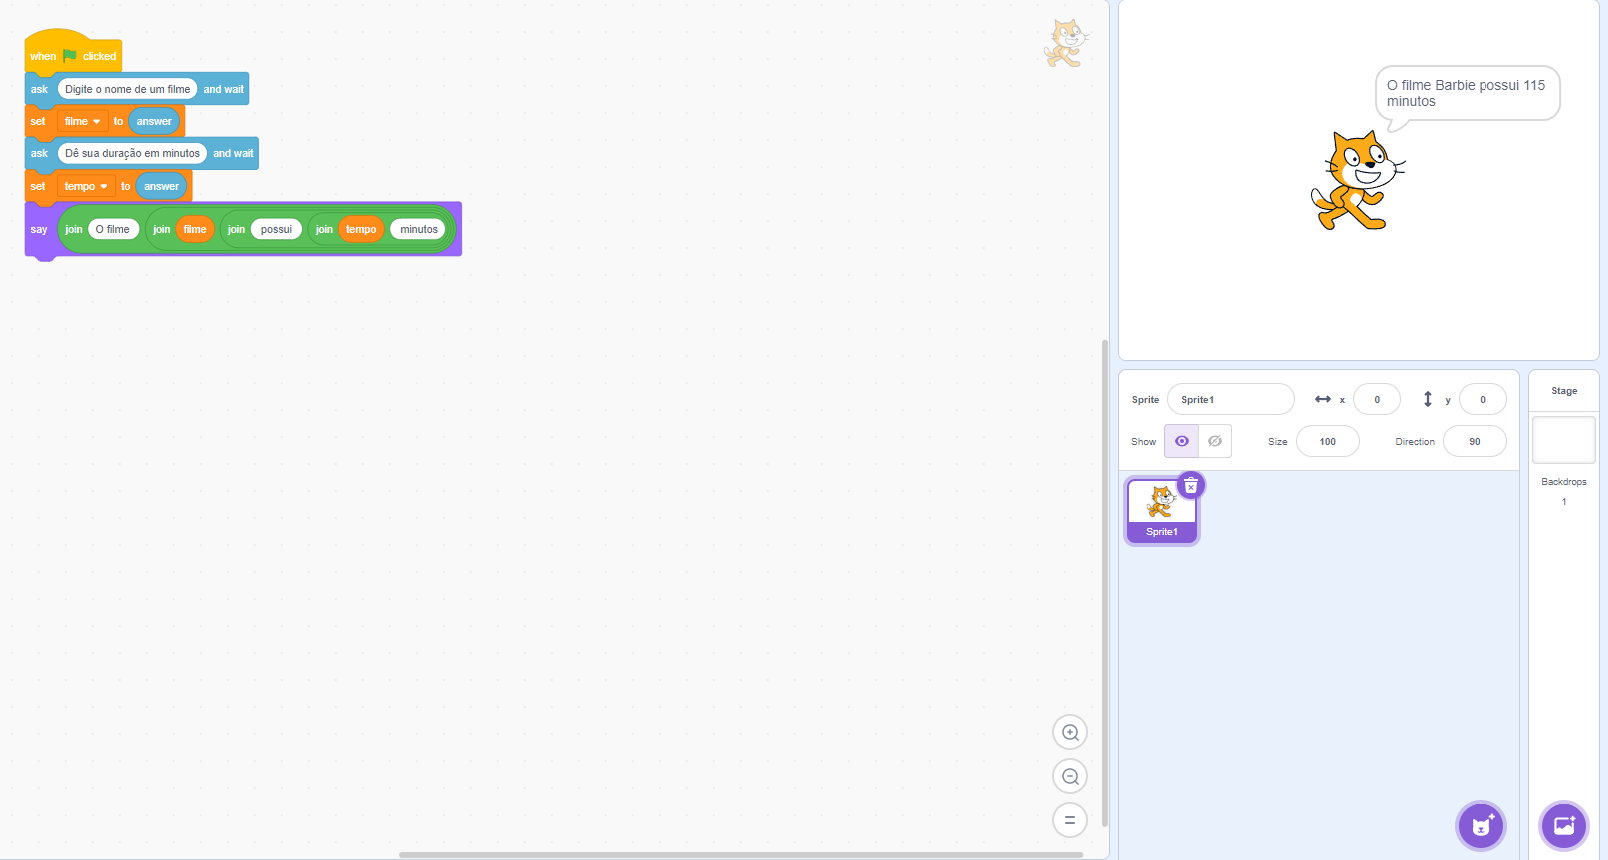 when clicked
ask Digite o nome de um filme and wait
set filme to answer
ask Dê sua duração em minutos and wait
set tempo to answer
say join O filme join filme join possui join tempo minutos
O filme Barbie possui 115
minutos
Sprite Sprite1 x 0 y 0
Show Size 100 Direction 90
Sprite1
Stage
Backdrops
1